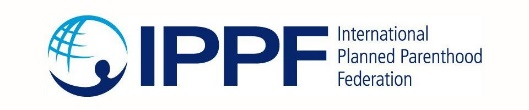 IPPF
International
Planned Parenthood
Federation